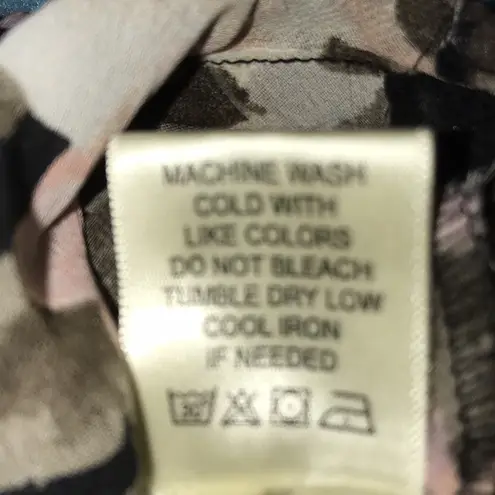 MACHINE WASH
COLD WITH
LIKE COLORS
DO NOT BLEACH
TUMBLE DRY LOW
COOL IRON
IF NEEDED